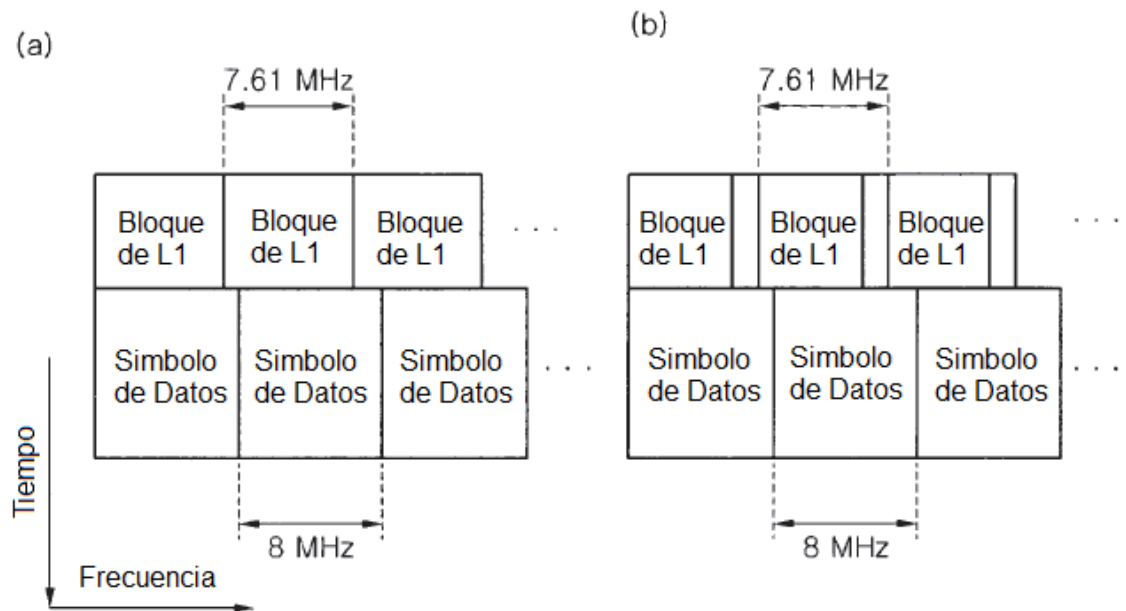 (a)
7.61 MHz
Bloque
de L1
Bloque
de L1
Bloque
de L1
. . .
Simbolo
de Datos
Simbolo
de Datos
Simbolo
de Datos
. . .
8 MHz
Tiempo
Frecuencia
(b)
7.61 MHz
Bloque
de L1
Bloque
de L1
Bloque
de L1
. . .
Simbolo
de Datos
Simbolo
de Datos
Simbolo
de Datos
. . .
8 MHz